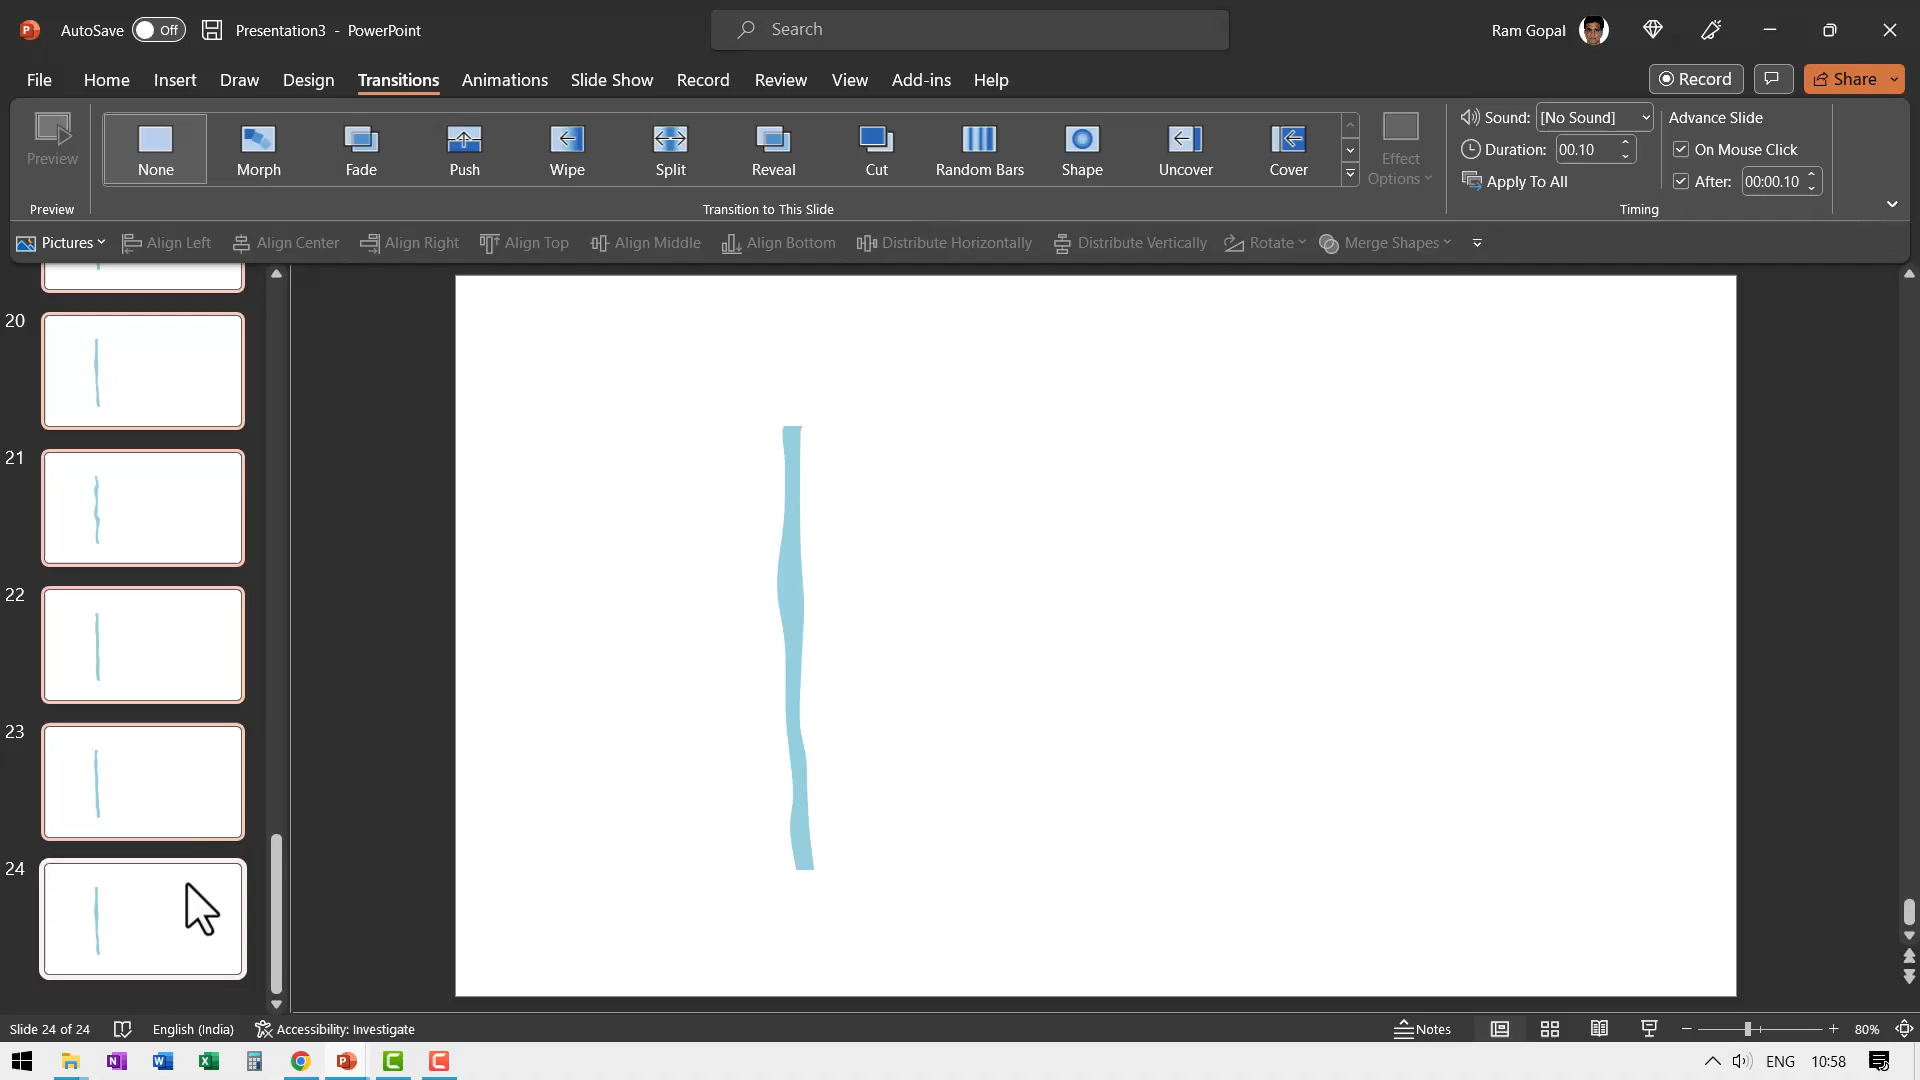 AutoSave Off Presentation3 - PowerPoint Search Ram Gopal
File Home Insert Draw Design Transitions Animations Slide Show Record Review View Add-ins Help Record Share
Preview None Morph Fade Push Wipe Split Reveal Cut Random Bars Shape Uncover Cover Effect Options
Sound: [No Sound] Advance Slide
Duration: 00.10 On Mouse Click
Apply To All After: 00:00.10
Preview Transition to This Slide Timing
Pictures Align Left Align Center Align Right Align Top Align Middle Align Bottom Distribute Horizontally Distribute Vertically Rotate Merge Shapes
20
21
22
23
24
Slide 24 of 24 English (India) Accessibility: Investigate Notes 80%
ENG 10:58